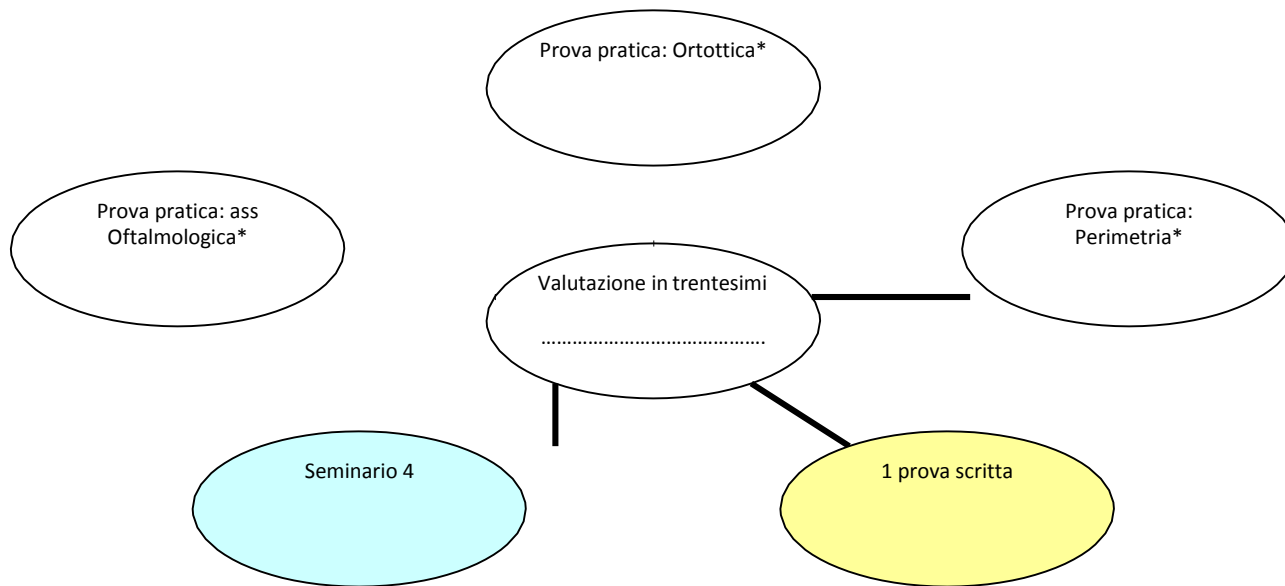 Prova pratica: Ortottica*
Prova pratica: ass
Oftalmologica*
Prova pratica:
Perimetria*
Valutazione in trentesimi
…………………………………….
Seminario 4
1 prova scritta